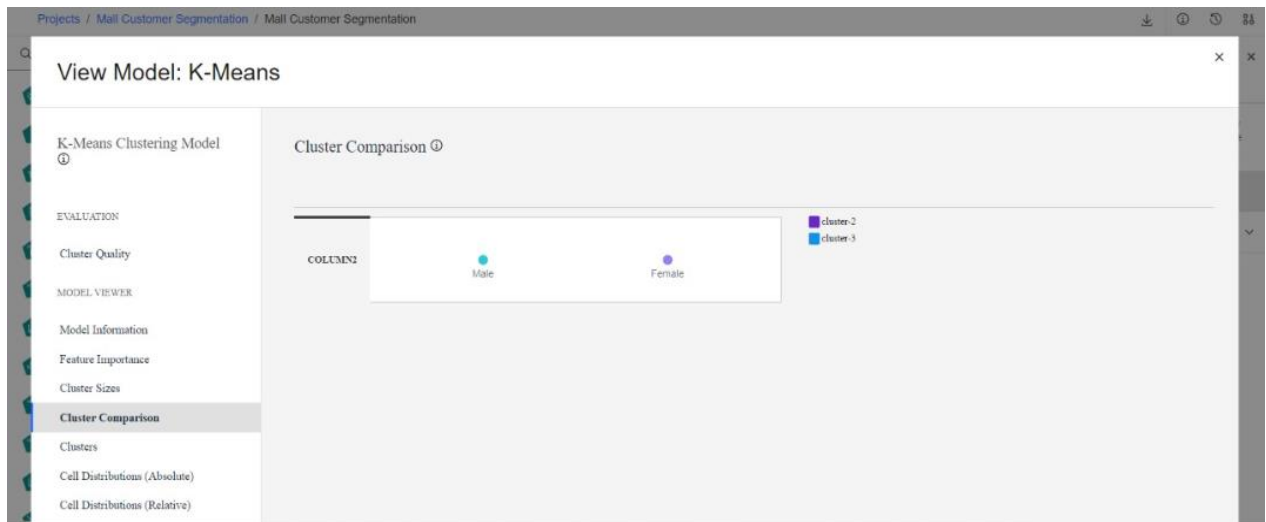 Projects / Mall Customer Segmentation / Mall Customer Segmentation
View Model: K-Means
K-Means Clustering Model
EVALUATION
Cluster Quality
MODEL VIEWER
Model Information
Feature Importance
Cluster Sizes
Cluster Comparison
Clusters
Cell Distributions (Absolute)
Cell Distributions (Relative)
Cluster Comparison
COLUMN2
Male
Female
cluster-2
cluster-3